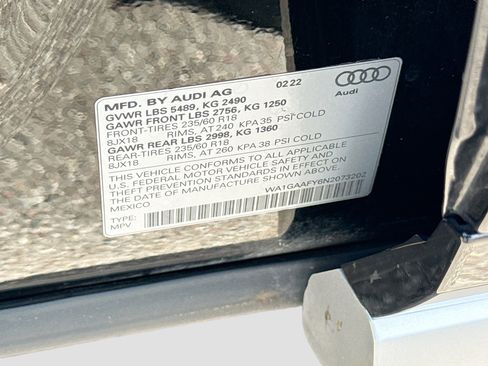 MFD. BY AUDI AG 02/22
GVWR LBS 5489, KG 2490
GAWR FRONT LBS 2756, KG 1250
FRONT-TIRES 235/60 R18
8JX18 RIMS, AT 240 KPA 35 PSI COLD
GAWR REAR LBS 2998, KG 1360
REAR-TIRES 235/60 R18
8JX18 RIMS, AT 260 KPA 38 PSI COLD
THIS VEHICLE CONFORMS TO ALL APPLICABLE
U.S. FEDERAL MOTOR VEHICLE SAFETY
AND THEFT PREVENTION STANDARDS IN EFFECT
ON THE DATE OF MANUFACTURE SHOWN ABOVE.
MEXICO
WA1GAAFY6N2073202
TYPE:
MPV
Audi